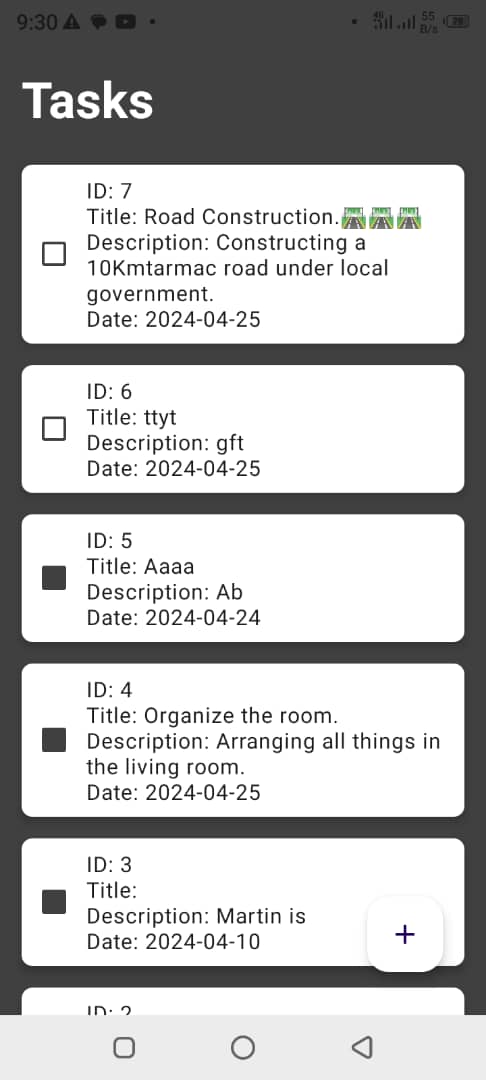 9:30
4G 55 B/s 29
Tasks
ID: 7
Title: Road Construction.🛣️🛣️🛣️
Description: Constructing a
10Kmtarmac road under local
government.
Date: 2024-04-25
ID: 6
Title: ttyt
Description: gft
Date: 2024-04-25
ID: 5
Title: Aaaa
Description: Ab
Date: 2024-04-24
ID: 4
Title: Organize the room.
Description: Arranging all things in
the living room.
Date: 2024-04-25
ID: 3
Title:
Description: Martin is
Date: 2024-04-10
+
ID: 2